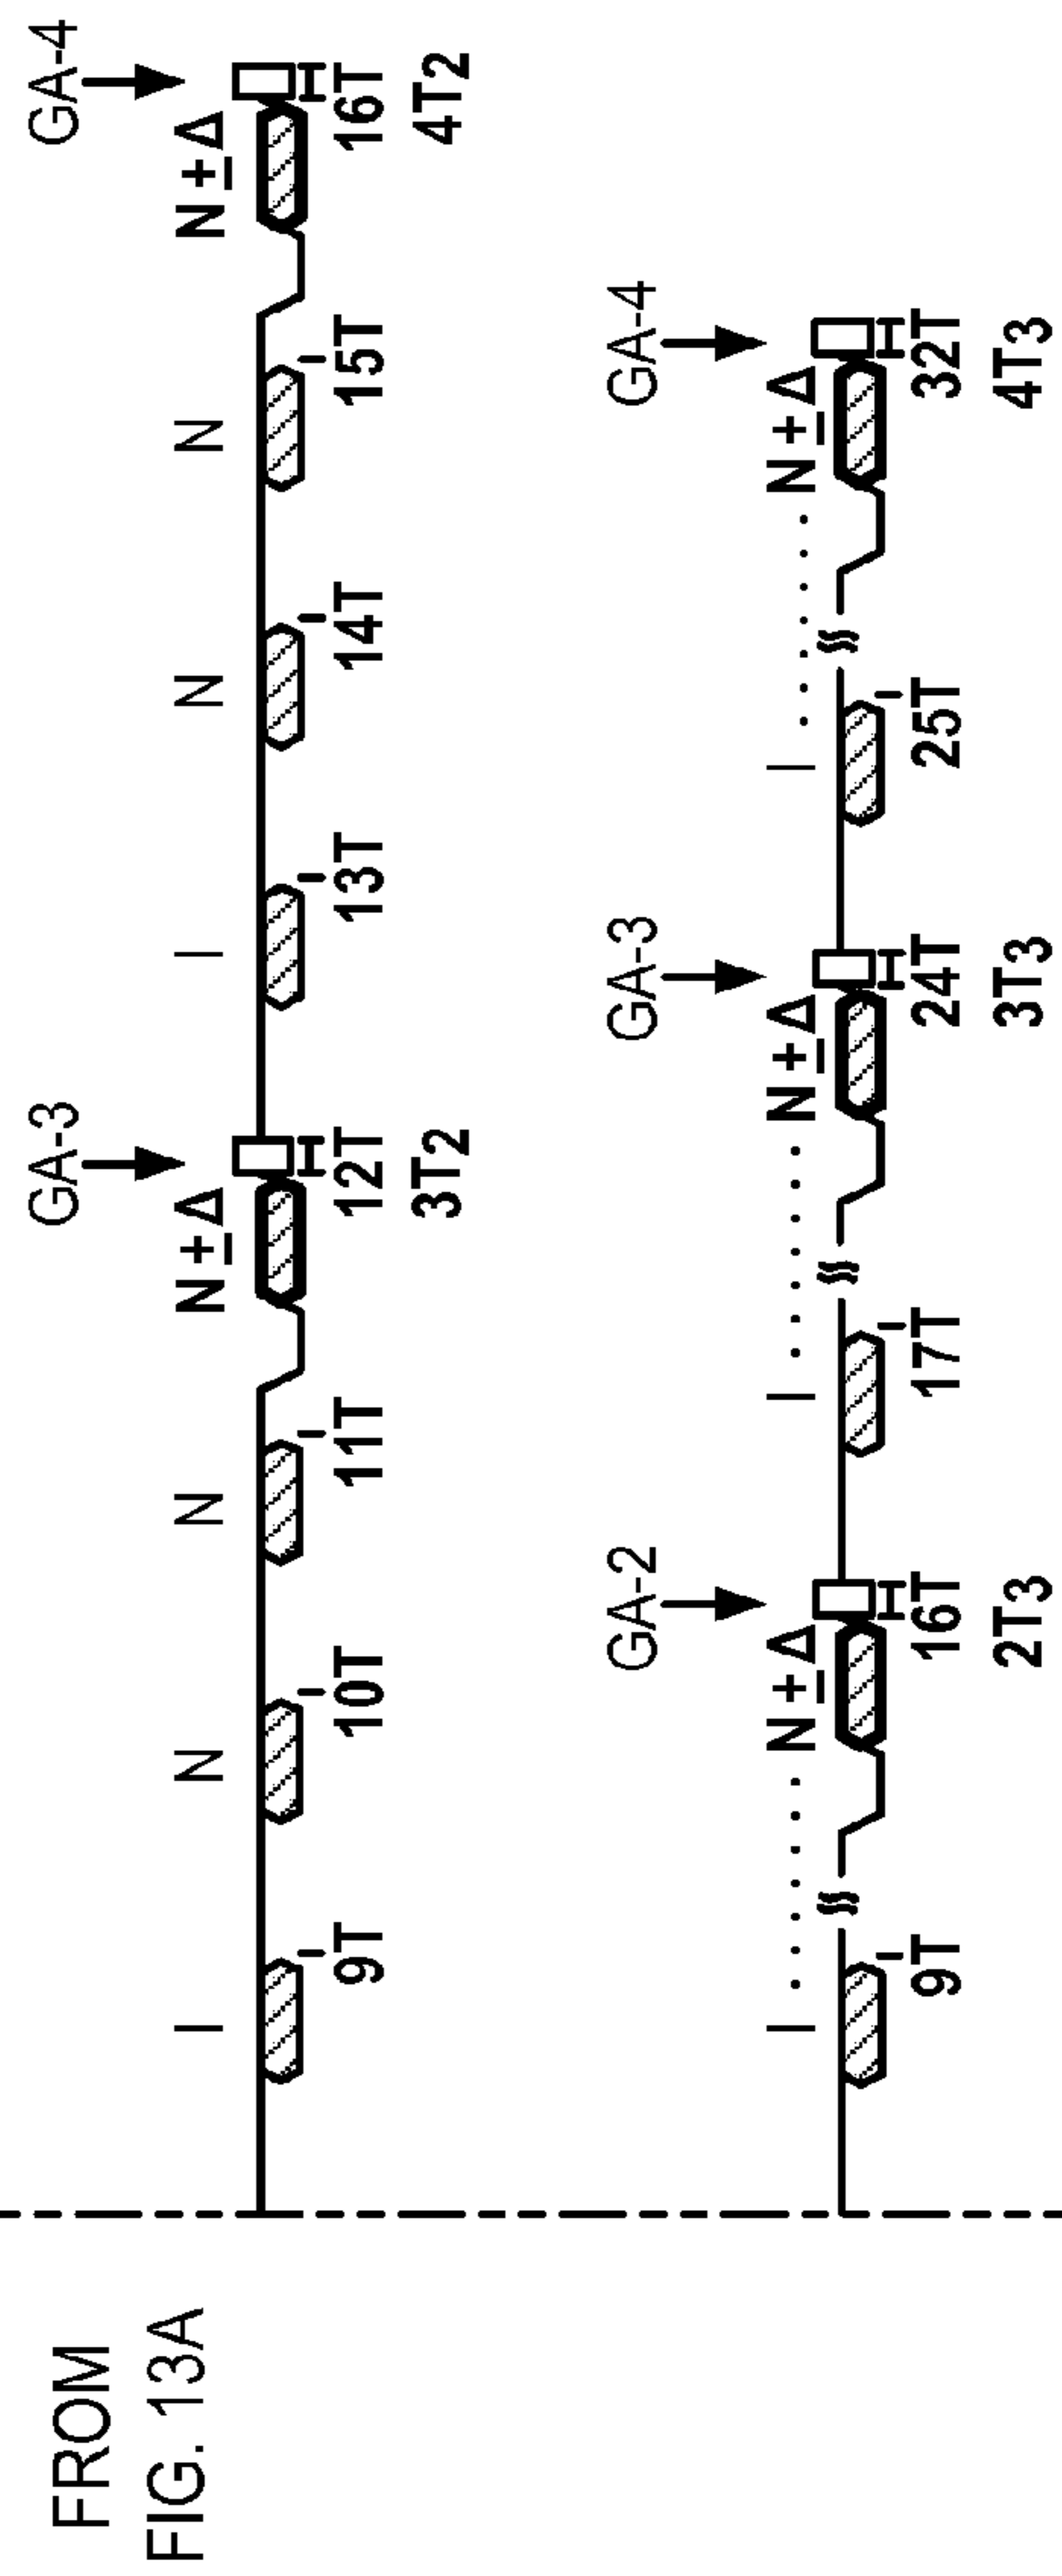 FROM
FIG. 13A
GA-3 GA-4
I N N N ± Δ I N N N ± Δ
9T 10T 11T 12T 13T 14T 15T 16T
3T2 4T2
GA-2 GA-3 GA-4
I ....... N ± Δ I ....... N ± Δ I ....... N ± Δ
9T 16T 17T 24T 25T 32T
2T3 3T3 4T3